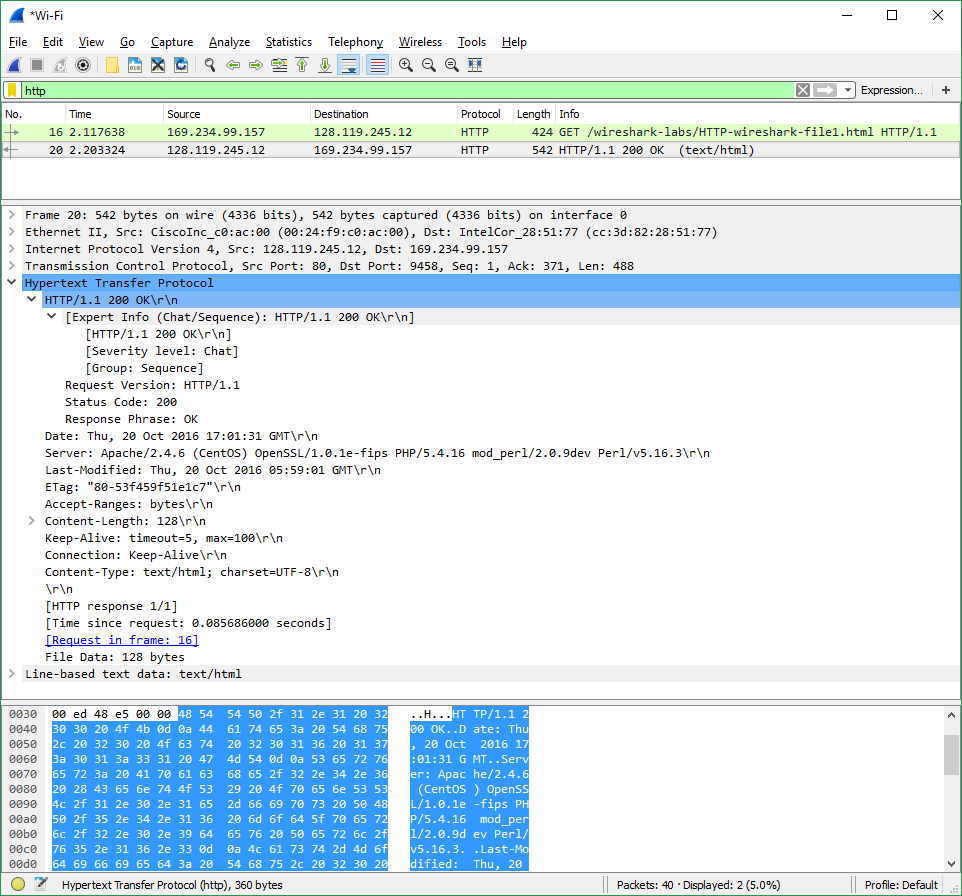 *Wi-Fi
File Edit View Go Capture Analyze Statistics Telephony Wireless Tools Help
http Expression... +
No. Time Source Destination Protocol Length Info
16 2.117638 169.234.99.157 128.119.245.12 HTTP 424 GET /wireshark-labs/HTTP-wireshark-file1.html HTTP/1.1
20 2.203324 128.119.245.12 169.234.99.157 HTTP 542 HTTP/1.1 200 OK (text/html)
Frame 20: 542 bytes on wire (4336 bits), 542 bytes captured (4336 bits) on interface 0
Ethernet II, Src: CiscoInc_c0:ac:00 (00:24:f9:c0:ac:00), Dst: IntelCor_28:51:77 (cc:3d:82:28:51:77)
Internet Protocol Version 4, Src: 128.119.245.12, Dst: 169.234.99.157
Transmission Control Protocol, Src Port: 80, Dst Port: 9458, Seq: 1, Ack: 371, Len: 488
Hypertext Transfer Protocol
HTTP/1.1 200 OK\r\n
[Expert Info (Chat/Sequence): HTTP/1.1 200 OK\r\n]
[HTTP/1.1 200 OK\r\n]
[Severity level: Chat]
[Group: Sequence]
Request Version: HTTP/1.1
Status Code: 200
Response Phrase: OK
Date: Thu, 20 Oct 2016 17:01:31 GMT\r\n
Server: Apache/2.4.6 (CentOS) OpenSSL/1.0.1e-fips PHP/5.4.16 mod_perl/2.0.9dev Perl/v5.16.3\r\n
Last-Modified: Thu, 20 Oct 2016 05:59:01 GMT\r\n
ETag: "80-53f459f51e1c7"\r\n
Accept-Ranges: bytes\r\n
Content-Length: 128\r\n
Keep-Alive: timeout=5, max=100\r\n
Connection: Keep-Alive\r\n
Content-Type: text/html; charset=UTF-8\r\n
\r\n
[HTTP response 1/1]
[Time since request: 0.085686000 seconds]
[Request in frame: 16]
File Data: 128 bytes
Line-based text data: text/html
0030 00 ed 48 e5 00 00 48 54 54 50 2f 31 2e 31 20 32 ..H...HT TP/1.1 2
0040 30 30 20 4f 4b 0d 0a 44 61 74 65 3a 20 54 68 75 00 OK..D ate: Thu
0050 2c 20 32 30 20 4f 63 74 20 32 30 31 36 20 31 37 , 20 Oct 2016 17
0060 3a 30 31 3a 33 31 20 47 4d 54 0d 0a 53 65 72 76 :01:31 G MT..Serv
0070 65 72 3a 20 41 70 61 63 68 65 2f 32 2e 34 2e 36 er: Apac he/2.4.6
0080 20 28 43 65 6e 74 4f 53 29 20 4f 70 65 6e 53 53 (CentOS ) OpenSS
0090 4c 2f 31 2e 30 2e 31 65 2d 66 69 70 73 20 50 48 L/1.0.1e -fips PH
00a0 50 2f 35 2e 34 2e 31 36 20 6d 6f 64 5f 70 65 72 P/5.4.16 mod_per
00b0 6c 2f 32 2e 30 2e 39 64 65 76 20 50 65 72 6c 2f l/2.0.9d ev Perl/
00c0 76 35 2e 31 36 2e 33 0d 0a 4c 61 73 74 2d 4d 6f v5.16.3. .Last-Mo
00d0 64 69 66 69 65 64 3a 20 54 68 75 2c 20 32 30 20 dified: Thu, 20
Hypertext Transfer Protocol (http), 360 bytes Packets: 40 · Displayed: 2 (5.0%) Profile: Default